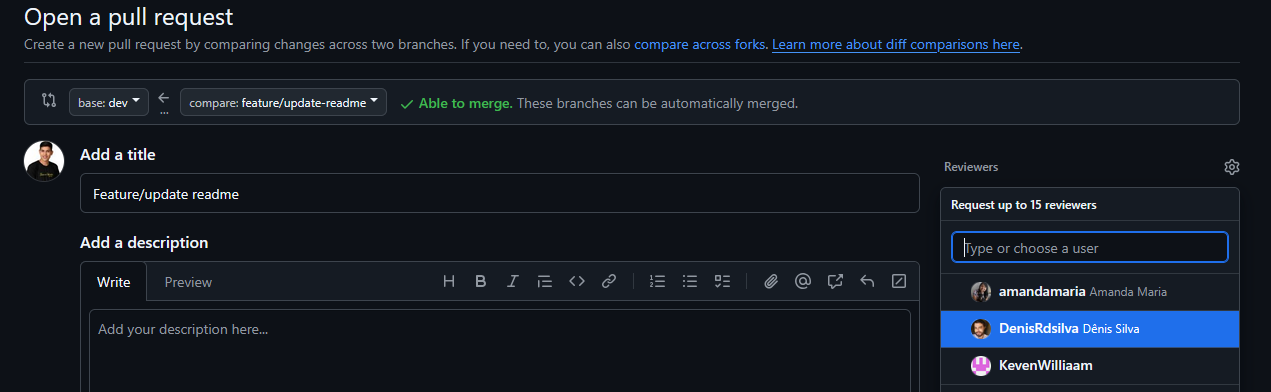 Open a pull request
Create a new pull request by comparing changes across two branches. If you need to, you can also compare across forks. Learn more about diff comparisons here.
base: dev
...
compare: feature/update-readme
Able to merge. These branches can be automatically merged.
Add a title
Feature/update readme
Add a description
Write Preview
Add your description here...
Reviewers
Request up to 15 reviewers
Type or choose a user
amandamaria Amanda Maria
DenisRdsilva Dênis Silva
KevenWilliaam